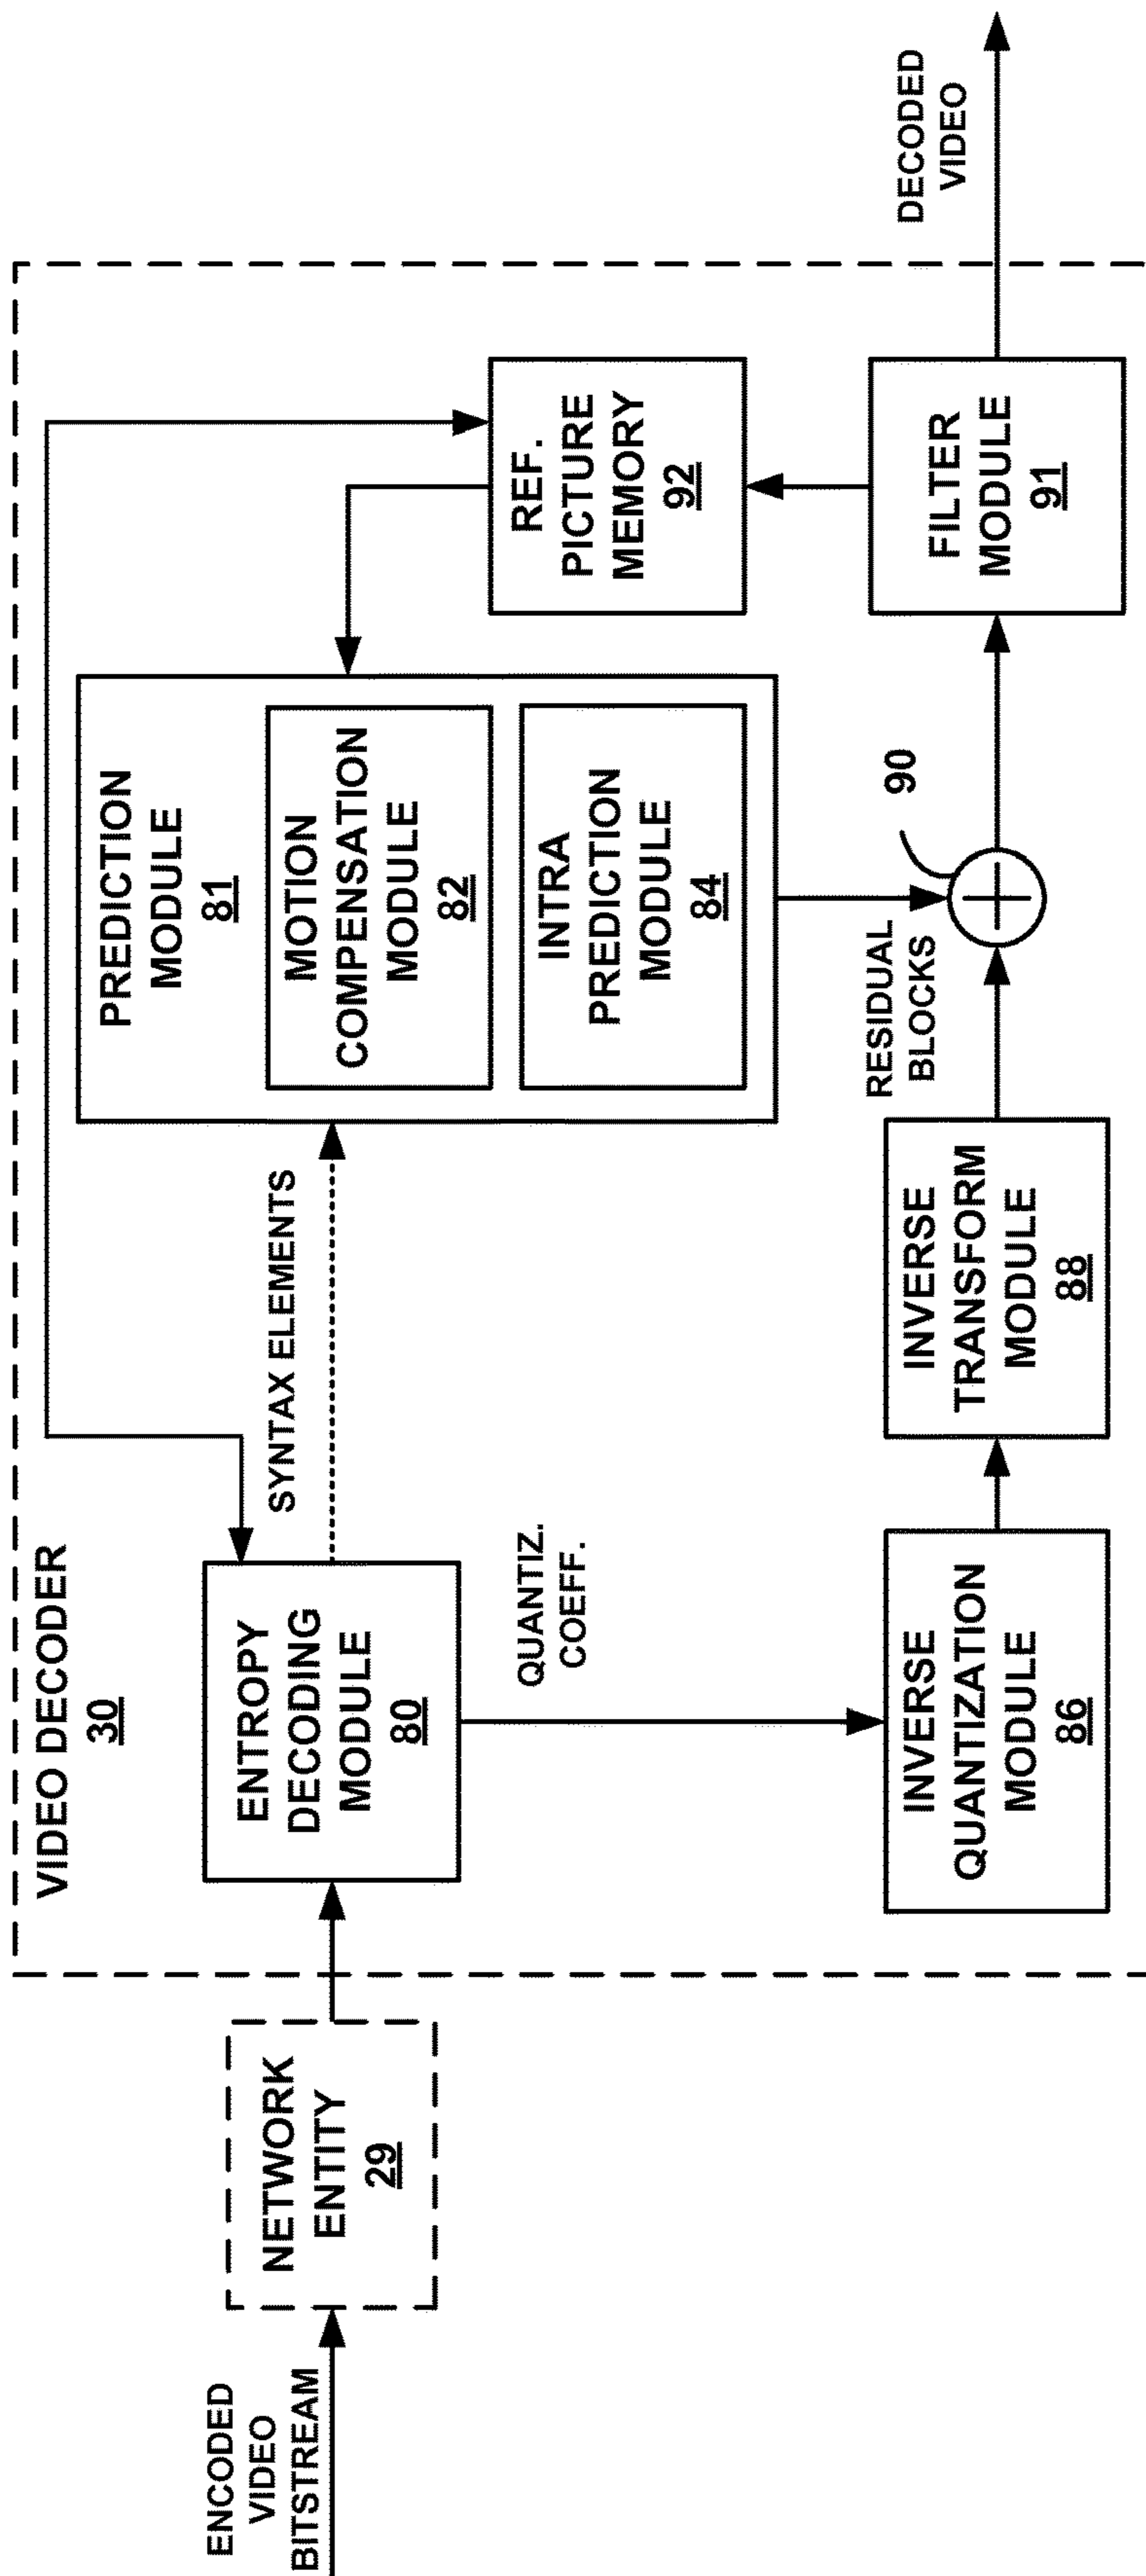 ENCODED
VIDEO
BITSTREAM
NETWORK
ENTITY
29
VIDEO DECODER
30
ENTROPY
DECODING
MODULE
80
SYNTAX ELEMENTS
QUANTIZ.
COEFF.
PREDICTION
MODULE
81
MOTION
COMPENSATION
MODULE
82
INTRA
PREDICTION
MODULE
84
REF.
PICTURE
MEMORY
92
INVERSE
QUANTIZATION
MODULE
86
INVERSE
TRANSFORM
MODULE
88
RESIDUAL
BLOCKS
90
FILTER
MODULE
91
DECODED
VIDEO